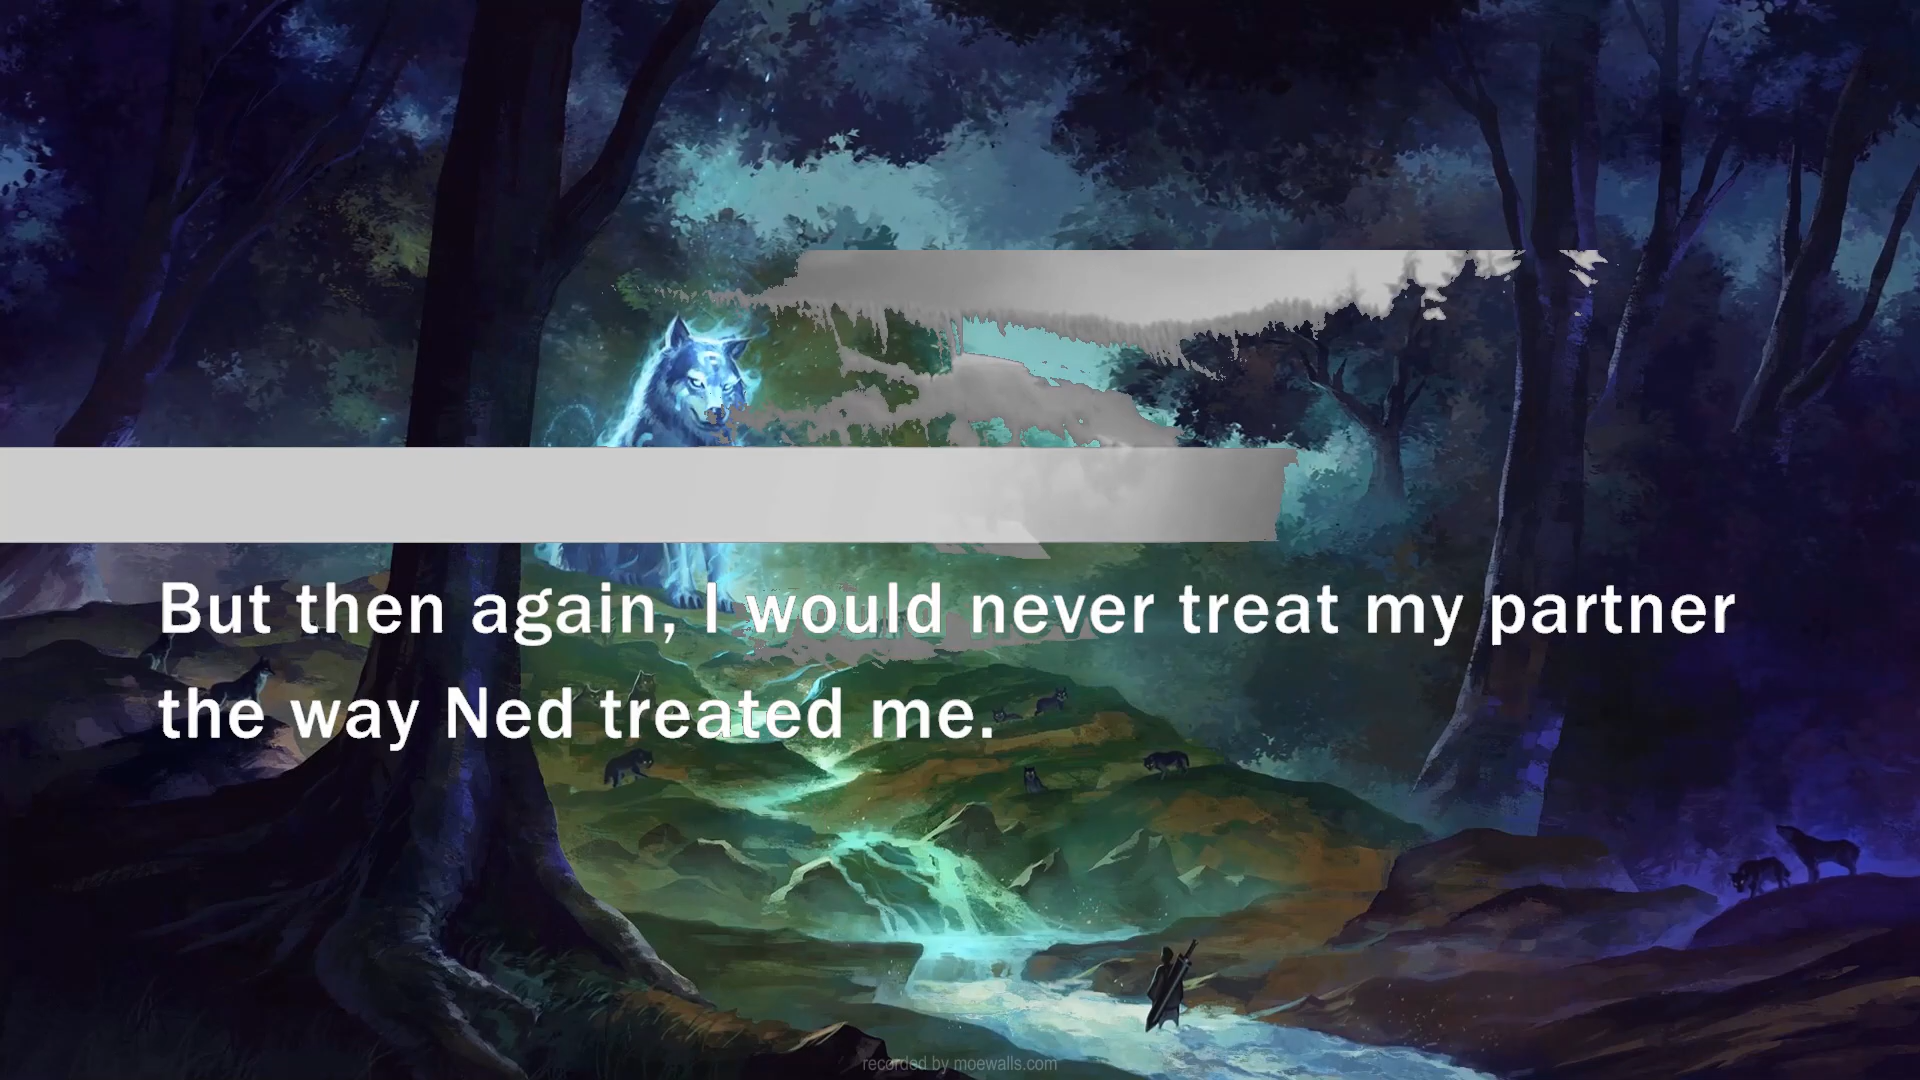 But then again, I would never treat my partner
the way Ned treated me.
recorded by moewalls.com